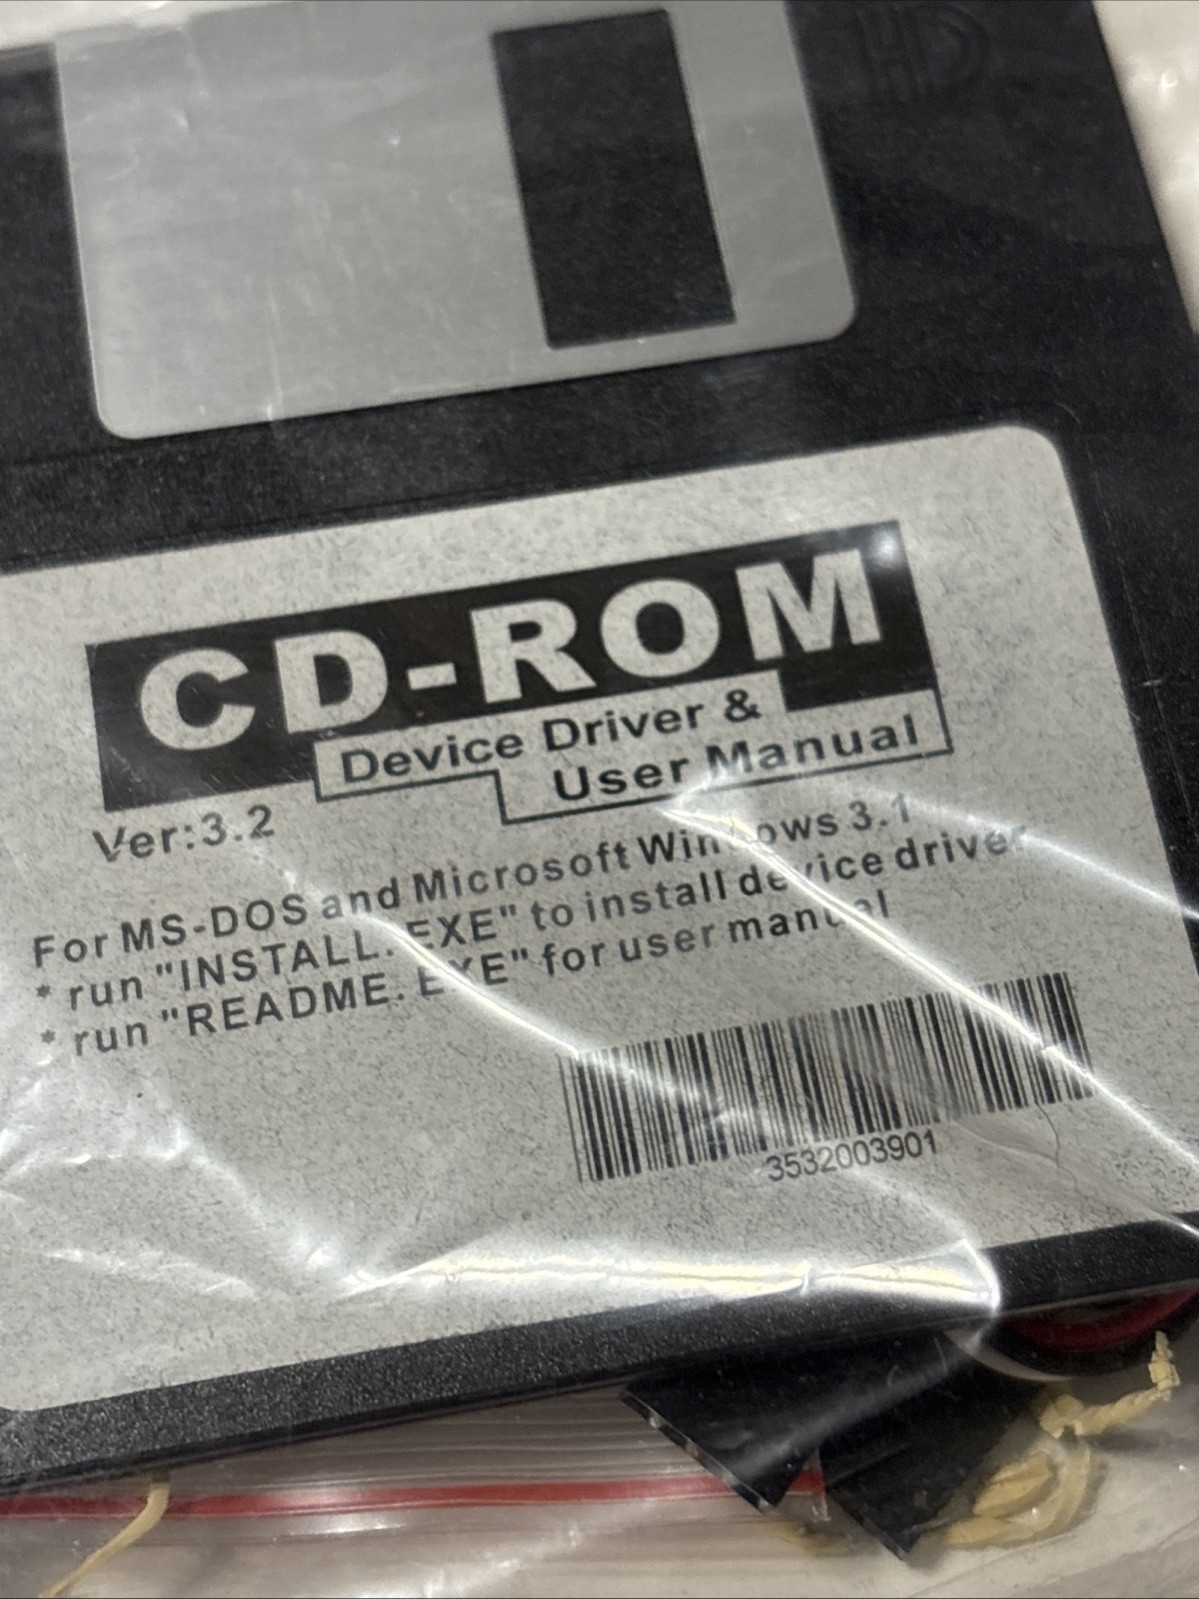 HD
CD-ROM
Device Driver &
User Manual
Ver:3.2
For MS-DOS and Microsoft Windows 3.1
* run "INSTALL.EXE" to install device driver
* run "README.EXE" for user manual
3532003901